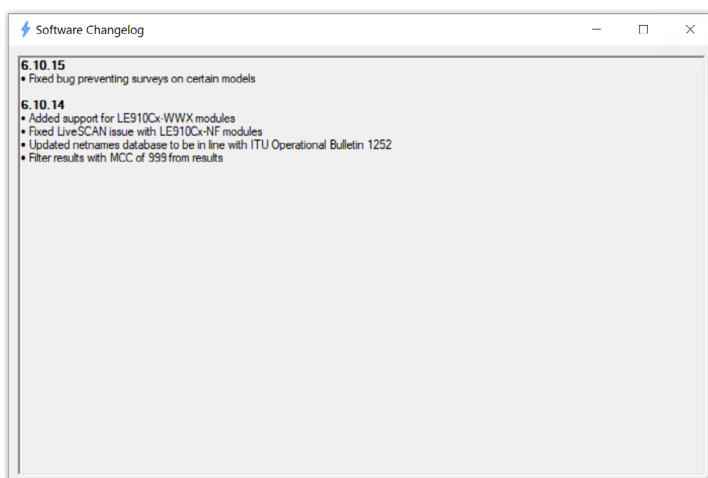 Software Changelog
6.10.15
• Fixed bug preventing surveys on certain models
6.10.14
• Added support for LE910Cx-WWX modules
• Fixed LiveSCAN issue with LE910Cx-NF modules
• Updated netnames database to be in line with ITU Operational Bulletin 1252
• Filter results with MCC of 999 from results